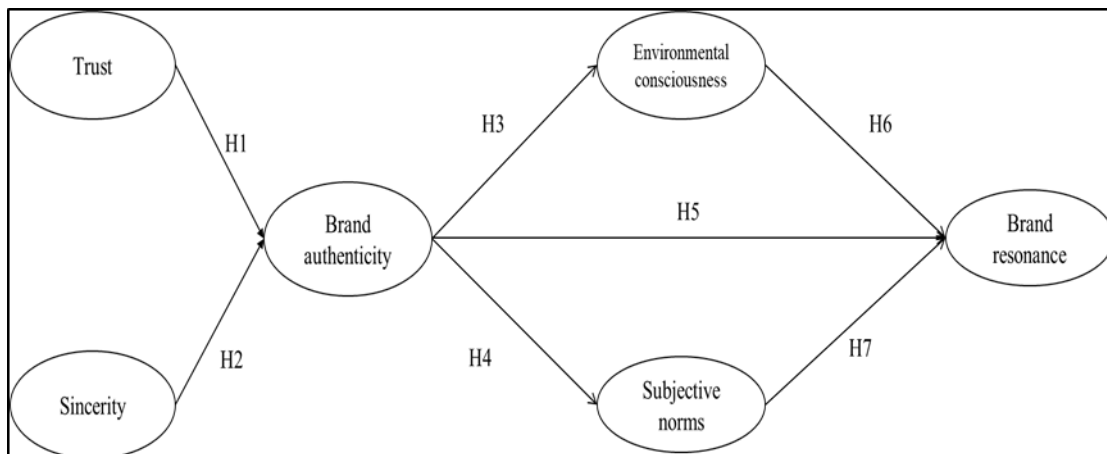 Trust
Environmental
consciousness
H3
H6
H1
Brand
authenticity
H5
Brand
resonance
H2
H4
H7
Sincerity
Subjective
norms